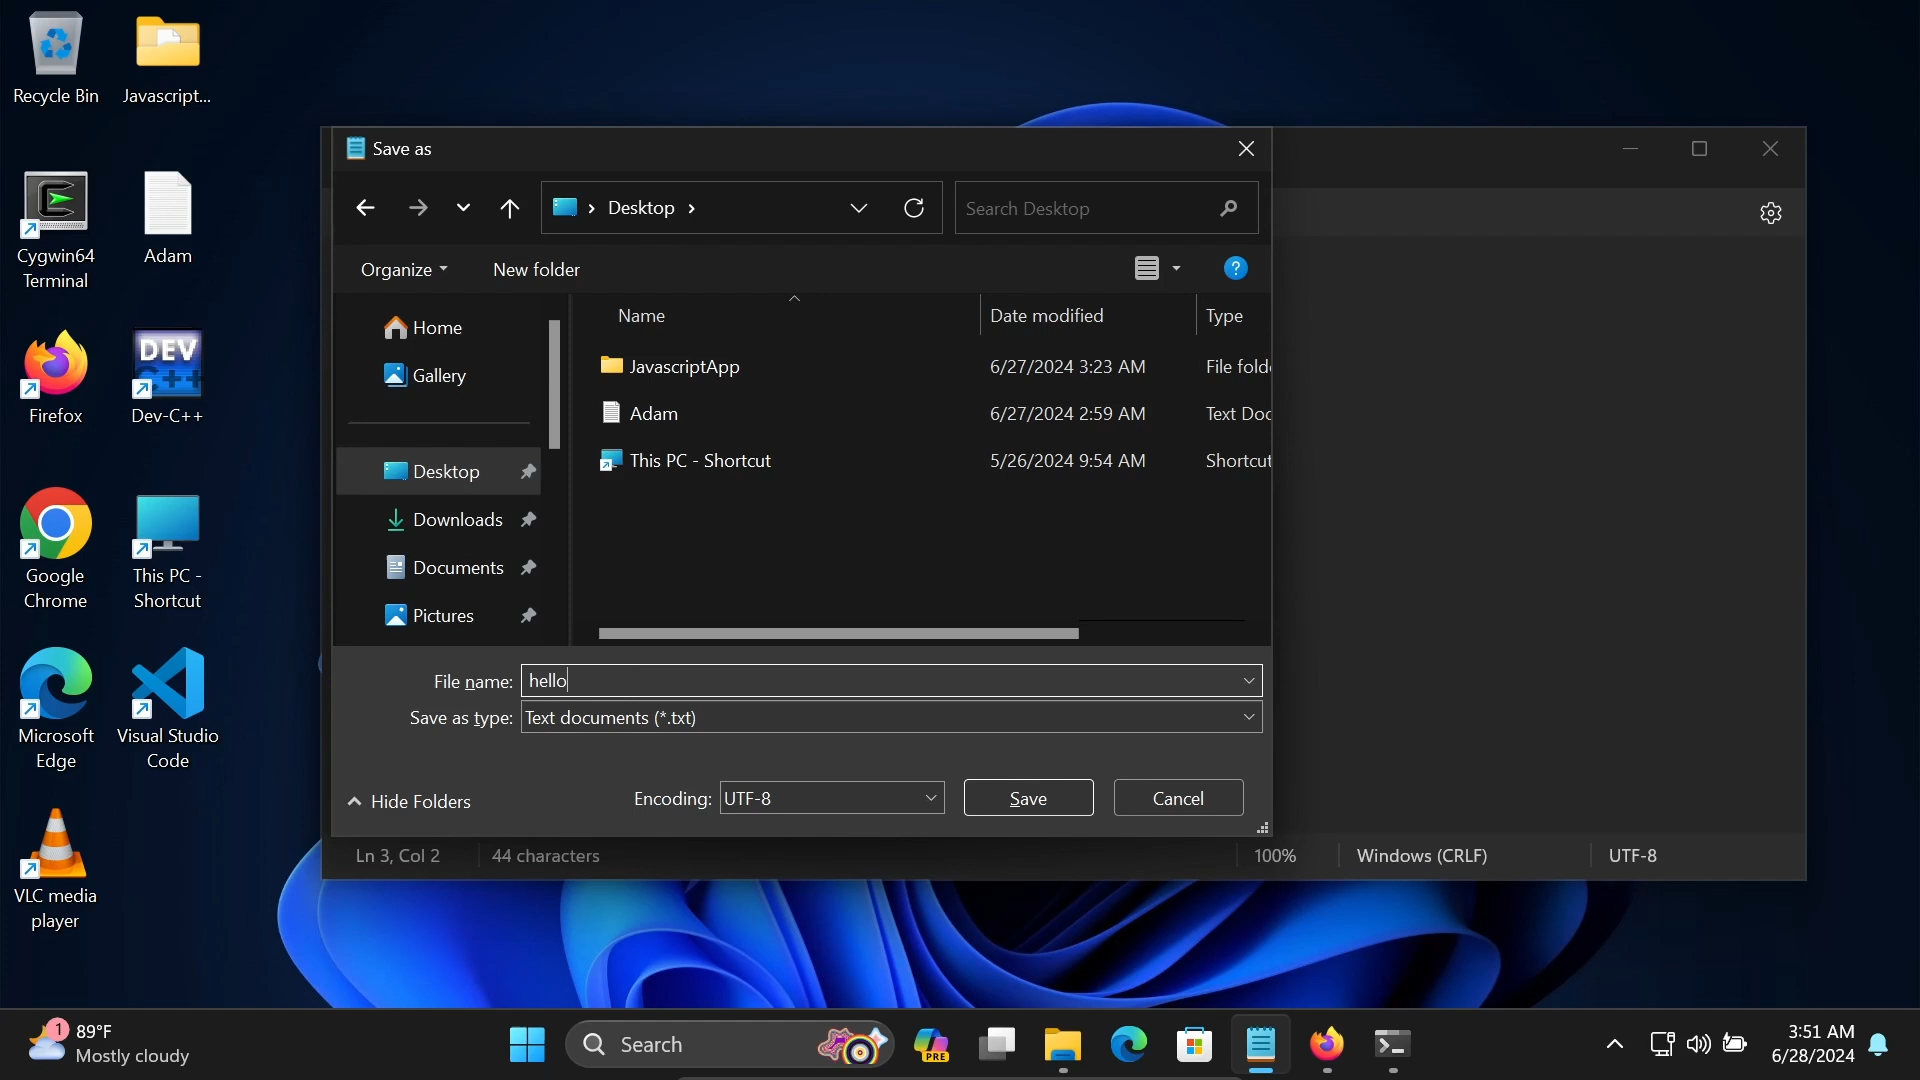 Recycle Bin
Javascript...
Cygwin64
Terminal
Adam
Firefox
DEV
C++
Dev-C++
Google
Chrome
This PC -
Shortcut
Microsoft
Edge
Visual Studio
Code
VLC media
player
Save as
Desktop
Search Desktop
Organize
New folder
?
Home
Gallery
Desktop
Downloads
Documents
Pictures
Name
Date modified
Type
JavascriptApp
6/27/2024 3:23 AM
File folde
Adam
6/27/2024 2:59 AM
Text Doc
This PC - Shortcut
5/26/2024 9:54 AM
Shortcut
File name:
hello
Save as type:
Text documents (*.txt)
Hide Folders
Encoding:
UTF-8
Save
Cancel
Ln 3, Col 2
44 characters
100%
Windows (CRLF)
UTF-8
1
89°F
Mostly cloudy
Search
PRE
3:51 AM
6/28/2024